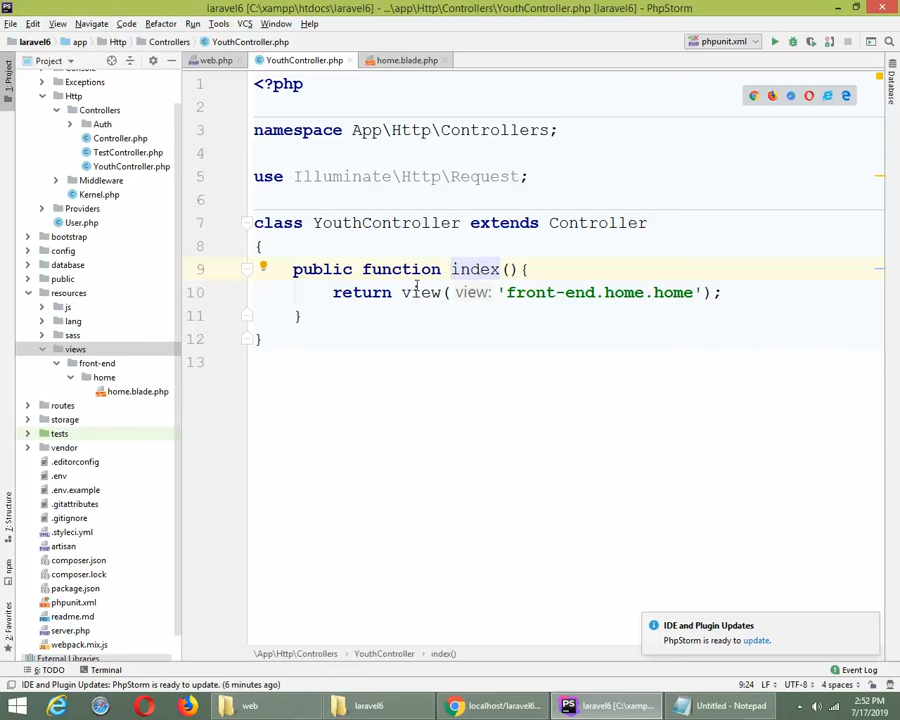 laravel6 [C:\xampp\htdocs\laravel6] - ...\app\Http\Controllers\YouthController.php [laravel6] - PhpStorm
File Edit View Navigate Code Refactor Run Tools VCS Window Help
laravel6 app Http Controllers YouthController.php phpunit.xml
Project web.php YouthController.php home.blade.php
1: Project
Database
Exceptions
Http
Controllers
Auth
Controller.php
TestController.php
YouthController.php
Middleware
Kernel.php
Providers
User.php
bootstrap
config
database
public
resources
js
lang
sass
views
front-end
home
home.blade.php
routes
storage
tests
vendor
.editorconfig
.env
.env.example
.gitattributes
.gitignore
.styleci.yml
artisan
composer.json
composer.lock
package.json
phpunit.xml
readme.md
server.php
webpack.mix.js
External Libraries
7: Structure
npm
2: Favorites
1 <?php
2
3 namespace App\Http\Controllers;
4
5 use Illuminate\Http\Request;
6
7 class YouthController extends Controller
8 {
9 public function index(){
10 return view( view: 'front-end.home.home');
11 }
12 }
13
IDE and Plugin Updates
PhpStorm is ready to update.
\App\Http\Controllers YouthController index()
6: TODO Terminal Event Log
IDE and Plugin Updates: PhpStorm is ready to update. (6 minutes ago) 9:24 LF UTF-8 4 spaces
web laravel6 localhost/laravel6... laravel6 [C:\xamp... Untitled - Notepad 2:52 PM
7/17/2019